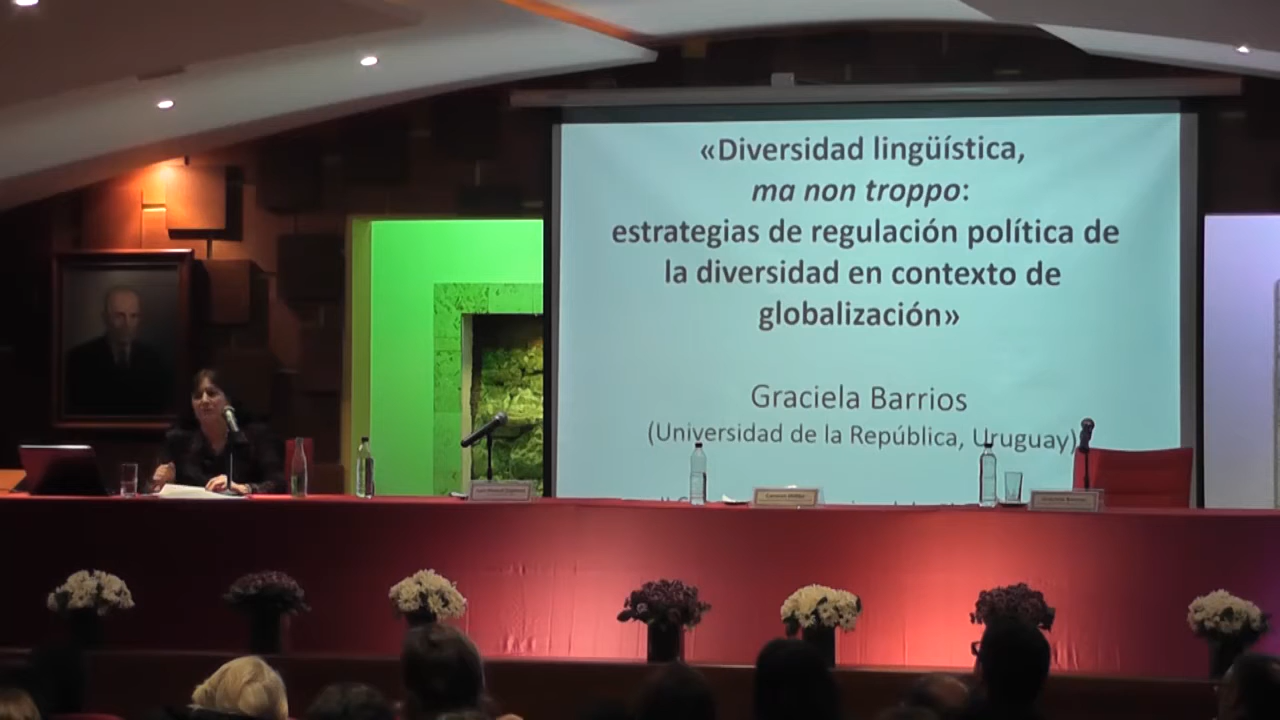 «Diversidad lingüística,
ma non troppo:
estrategias de regulación política de
la diversidad en contexto de
globalización»
Graciela Barrios
(Universidad de la República, Uruguay)